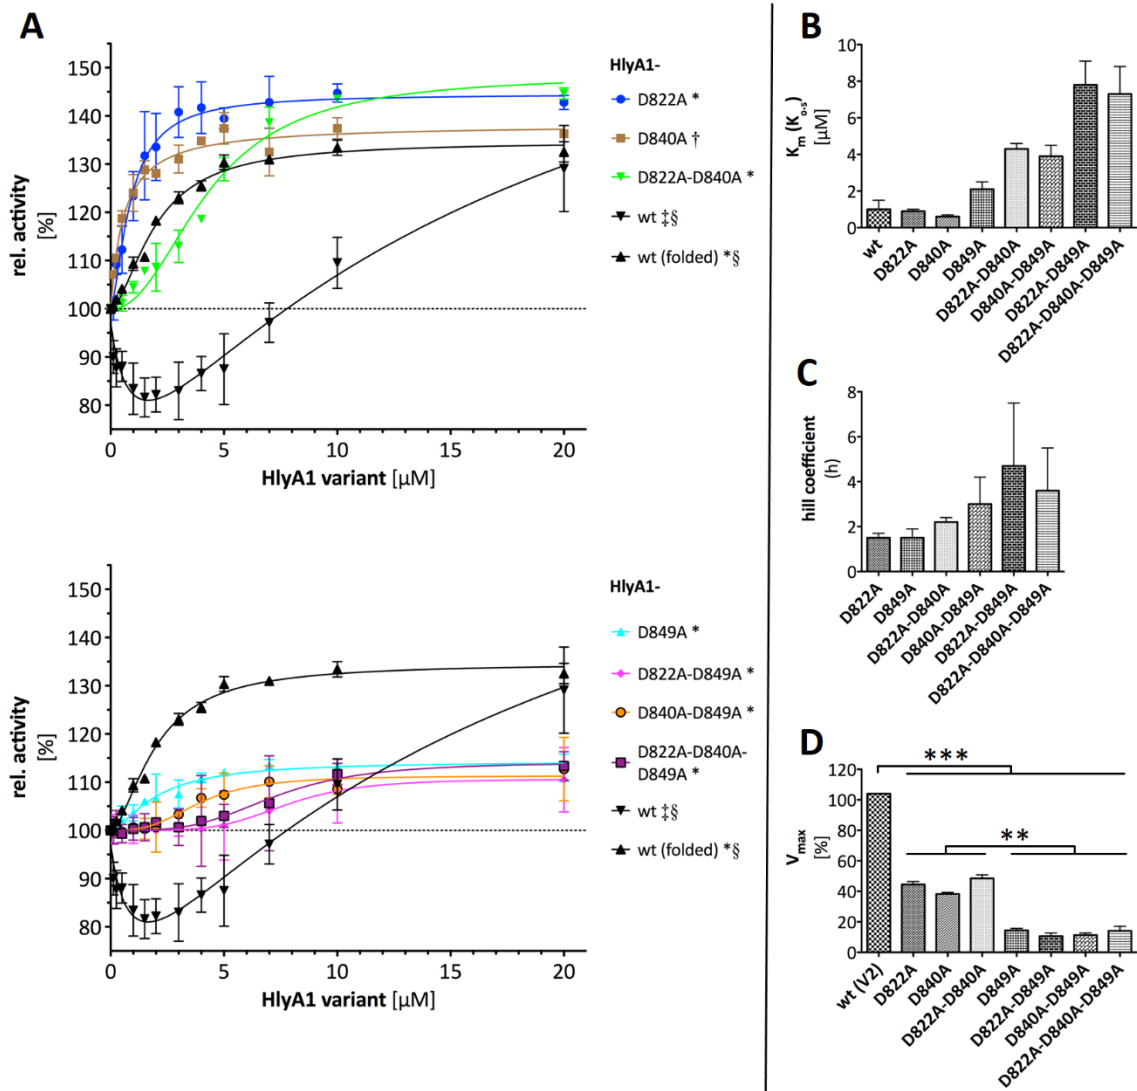 A
rel. activity
[%]
150
140
130
120
110
100
90
80
0
5
10
15
20
HlyA1 variant [µM]
HlyA1-
D822A *
D840A †
D822A-D840A *
wt ‡§
wt (folded) *§
rel. activity
[%]
150
140
130
120
110
100
90
80
0
5
10
15
20
HlyA1 variant [µM]
HlyA1-
D849A *
D822A-D849A *
D840A-D849A *
D822A-D840A-
D849A *
wt ‡§
wt (folded) *§
B
Km (K0.5)
[µM]
10
8
6
4
2
0
wt
D822A
D840A
D849A
D822A-D840A
D840A-D849A
D822A-D849A
D822A-D840A-D849A
C
hill coefficient
(h)
8
6
4
2
0
D822A
D849A
D822A-D840A
D840A-D849A
D822A-D849A
D822A-D840A-D849A
D
***
**
Vmax
[%]
120
100
80
60
40
20
0
wt (V2)
D822A
D840A
D822A-D840A
D849A
D822A-D849A
D840A-D849A
D822A-D840A-D849A